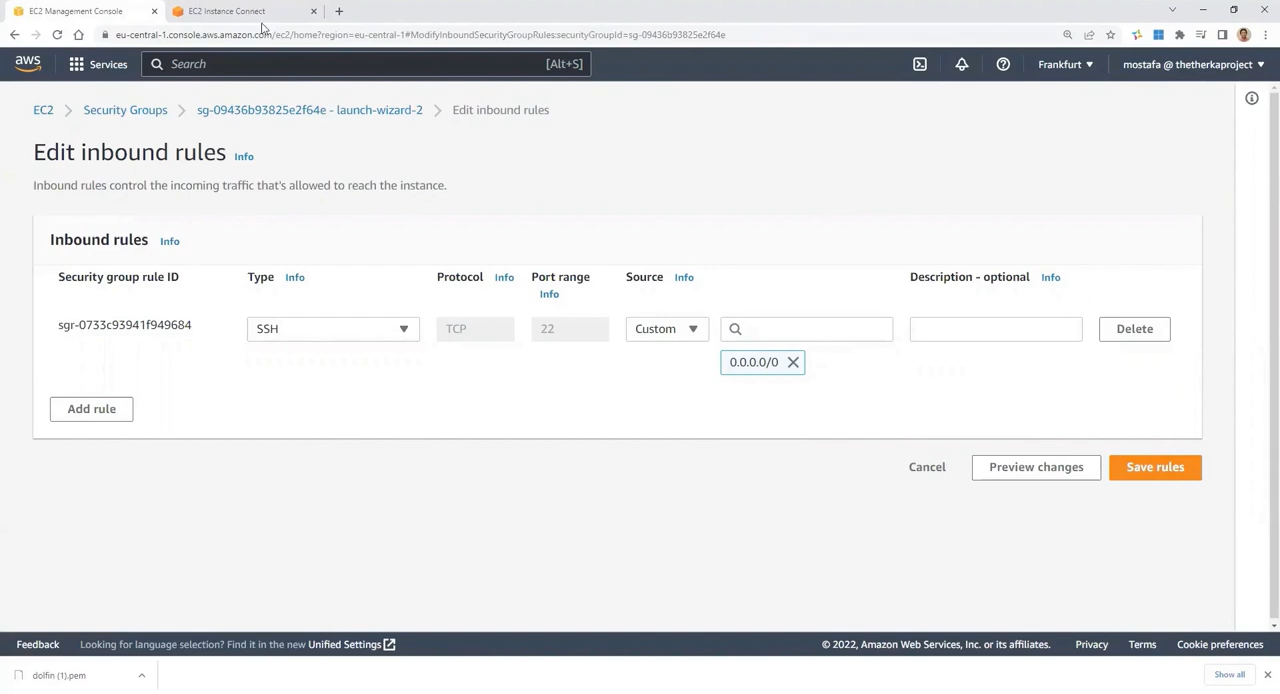 EC2 Management Console
EC2 Instance Connect
eu-central-1.console.aws.amazon.com/ec2/home?region=eu-central-1#ModifyInboundSecurityGroupRules:securityGroupId=sg-09436b93825e2f64e
aws Services Search [Alt+S] Frankfurt mostafa @ thetherkaproject
EC2 Security Groups sg-09436b93825e2f64e - launch-wizard-2 Edit inbound rules
Edit inbound rules Info
Inbound rules control the incoming traffic that's allowed to reach the instance.
Inbound rules Info
Security group rule ID Type Info Protocol Info Port range Info Source Info Description - optional Info
sgr-0733c93941f949684 SSH TCP 22 Custom Delete
0.0.0.0/0
Add rule
Cancel Preview changes Save rules
Feedback Looking for language selection? Find it in the new Unified Settings © 2022, Amazon Web Services, Inc. or its affiliates. Privacy Terms Cookie preferences
dolfin (1).pem Show all